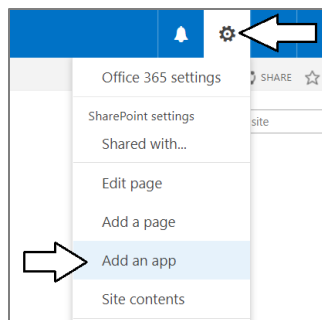 Office 365 settings
SHARE
SharePoint settings
site
Shared with...
Edit page
Add a page
Add an app
Site contents